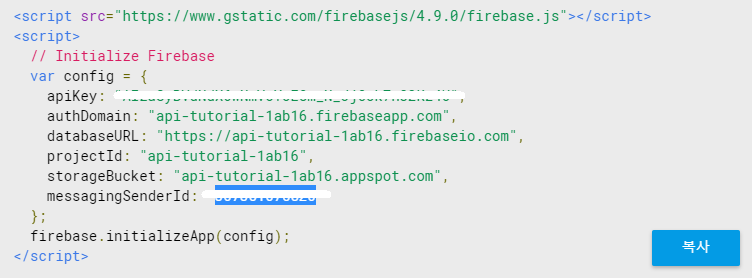 <script src="https://www.gstatic.com/firebasejs/4.9.0/firebase.js"></script>
<script>
// Initialize Firebase
var config = {
apiKey:
authDomain: "api-tutorial-1ab16.firebaseapp.com",
databaseURL: "https://api-tutorial-1ab16.firebaseio.com",
projectId: "api-tutorial-1ab16",
storageBucket: "api-tutorial-1ab16.appspot.com",
messagingSenderId:
};
firebase.initializeApp(config);
</script>
복사